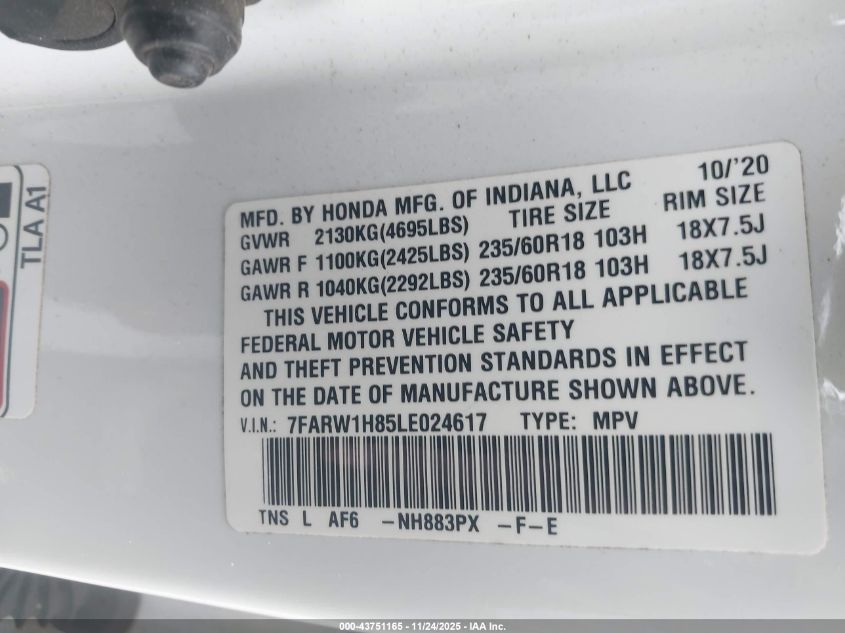 TLA A1
10/'20
MFD. BY HONDA MFG. OF INDIANA, LLC
GVWR 2130KG(4695LBS) TIRE SIZE RIM SIZE
GAWR F 1100KG(2425LBS) 235/60R18 103H 18X7.5J
GAWR R 1040KG(2292LBS) 235/60R18 103H 18X7.5J
THIS VEHICLE CONFORMS TO ALL APPLICABLE
FEDERAL MOTOR VEHICLE SAFETY
AND THEFT PREVENTION STANDARDS IN EFFECT
ON THE DATE OF MANUFACTURE SHOWN ABOVE.
V.I.N.: 7FARW1H85LE024617 TYPE: MPV
TNS L AF6 -NH883PX -F-E
000-43751165 - 11/24/2025 - IAA Inc.